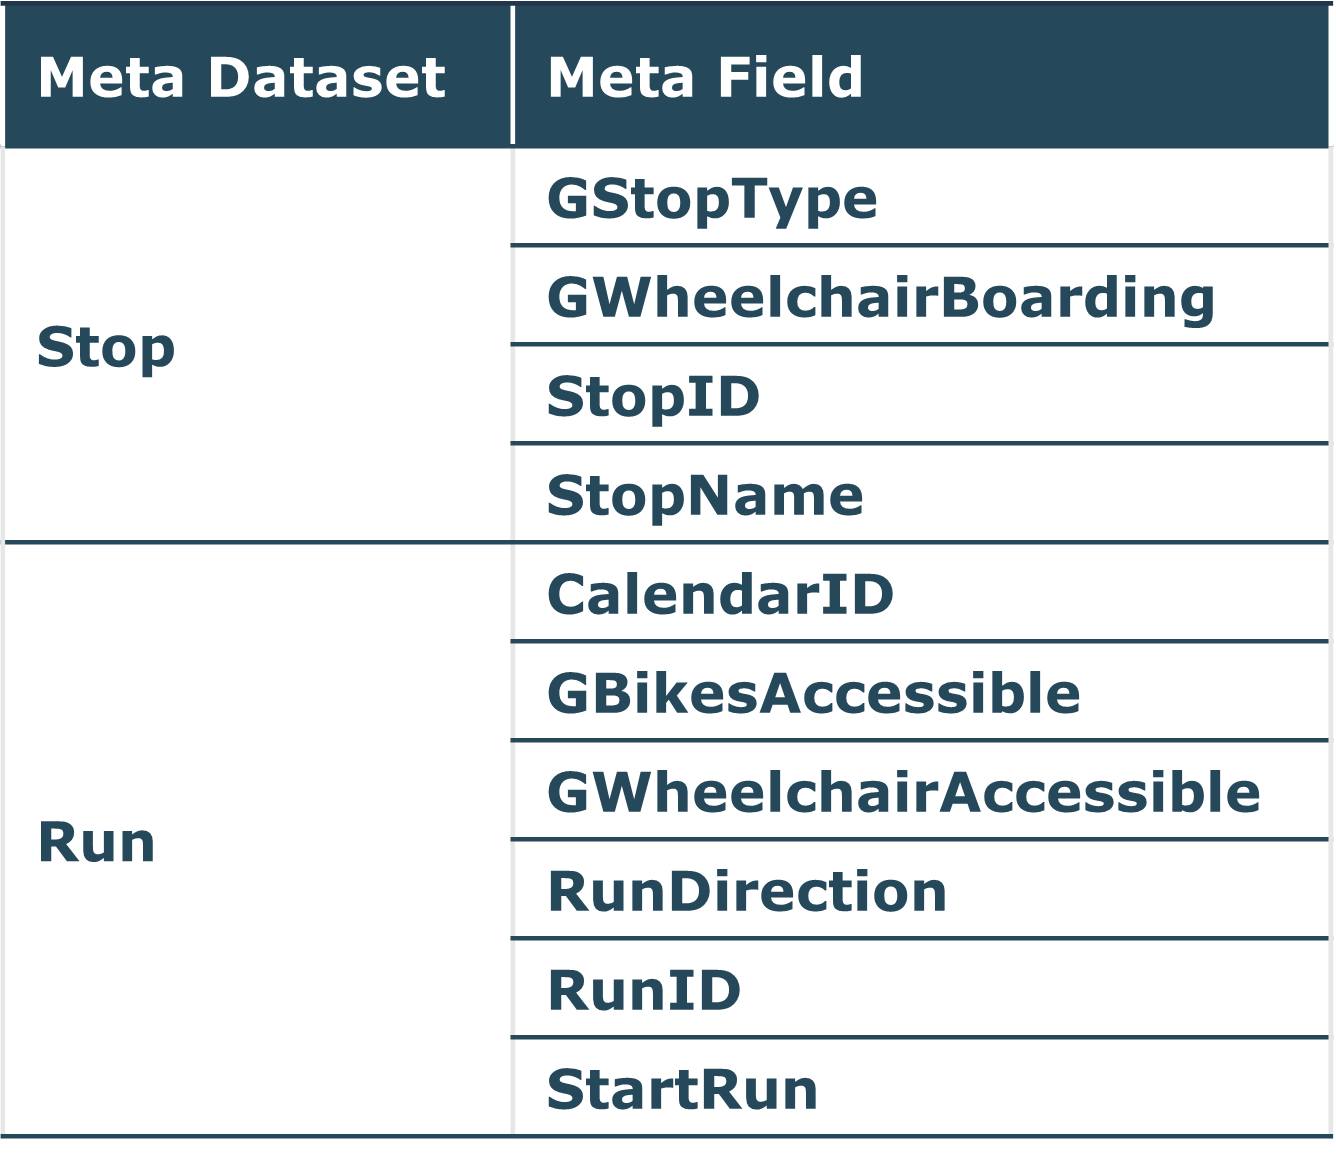 Meta Dataset Meta Field
Stop
GStopType
GWheelchairBoarding
StopID
StopName
Run
CalendarID
GBikesAccessible
GWheelchairAccessible
RunDirection
RunID
StartRun